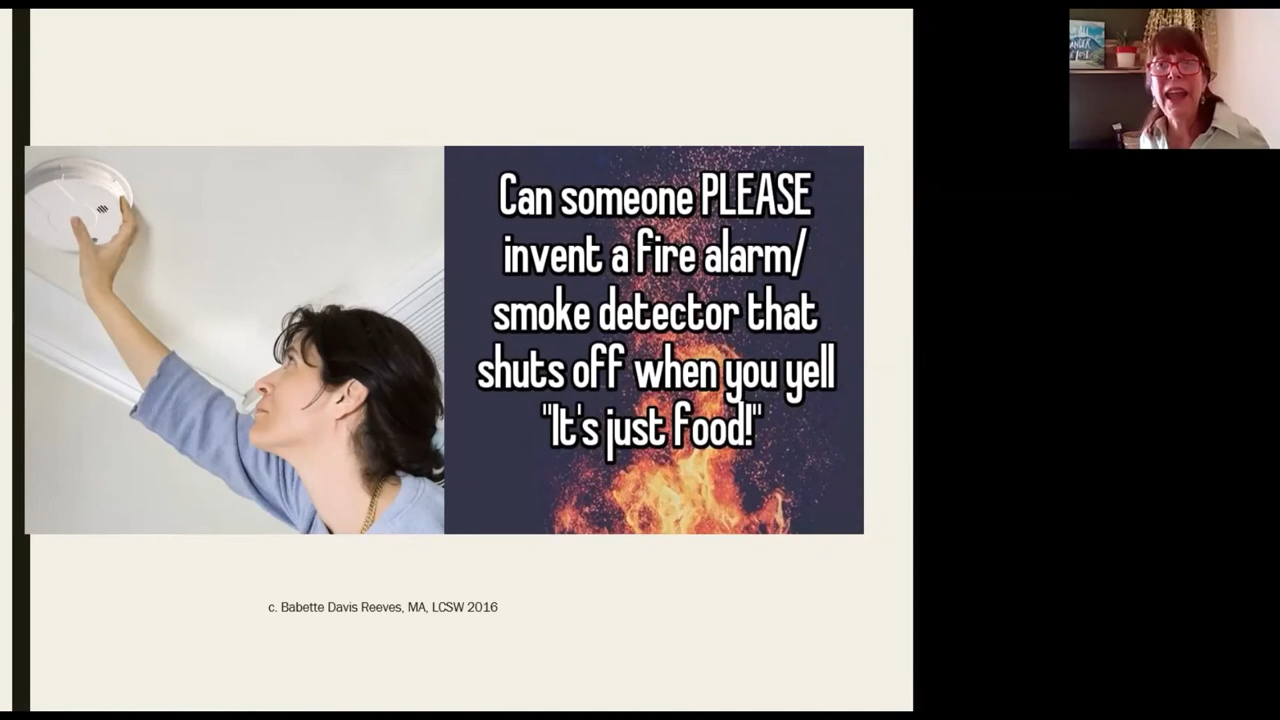 Can someone PLEASE
invent a fire alarm/
smoke detector that
shuts off when you yell
"It's just food!"
c. Babette Davis Reeves, MA, LCSW 2016